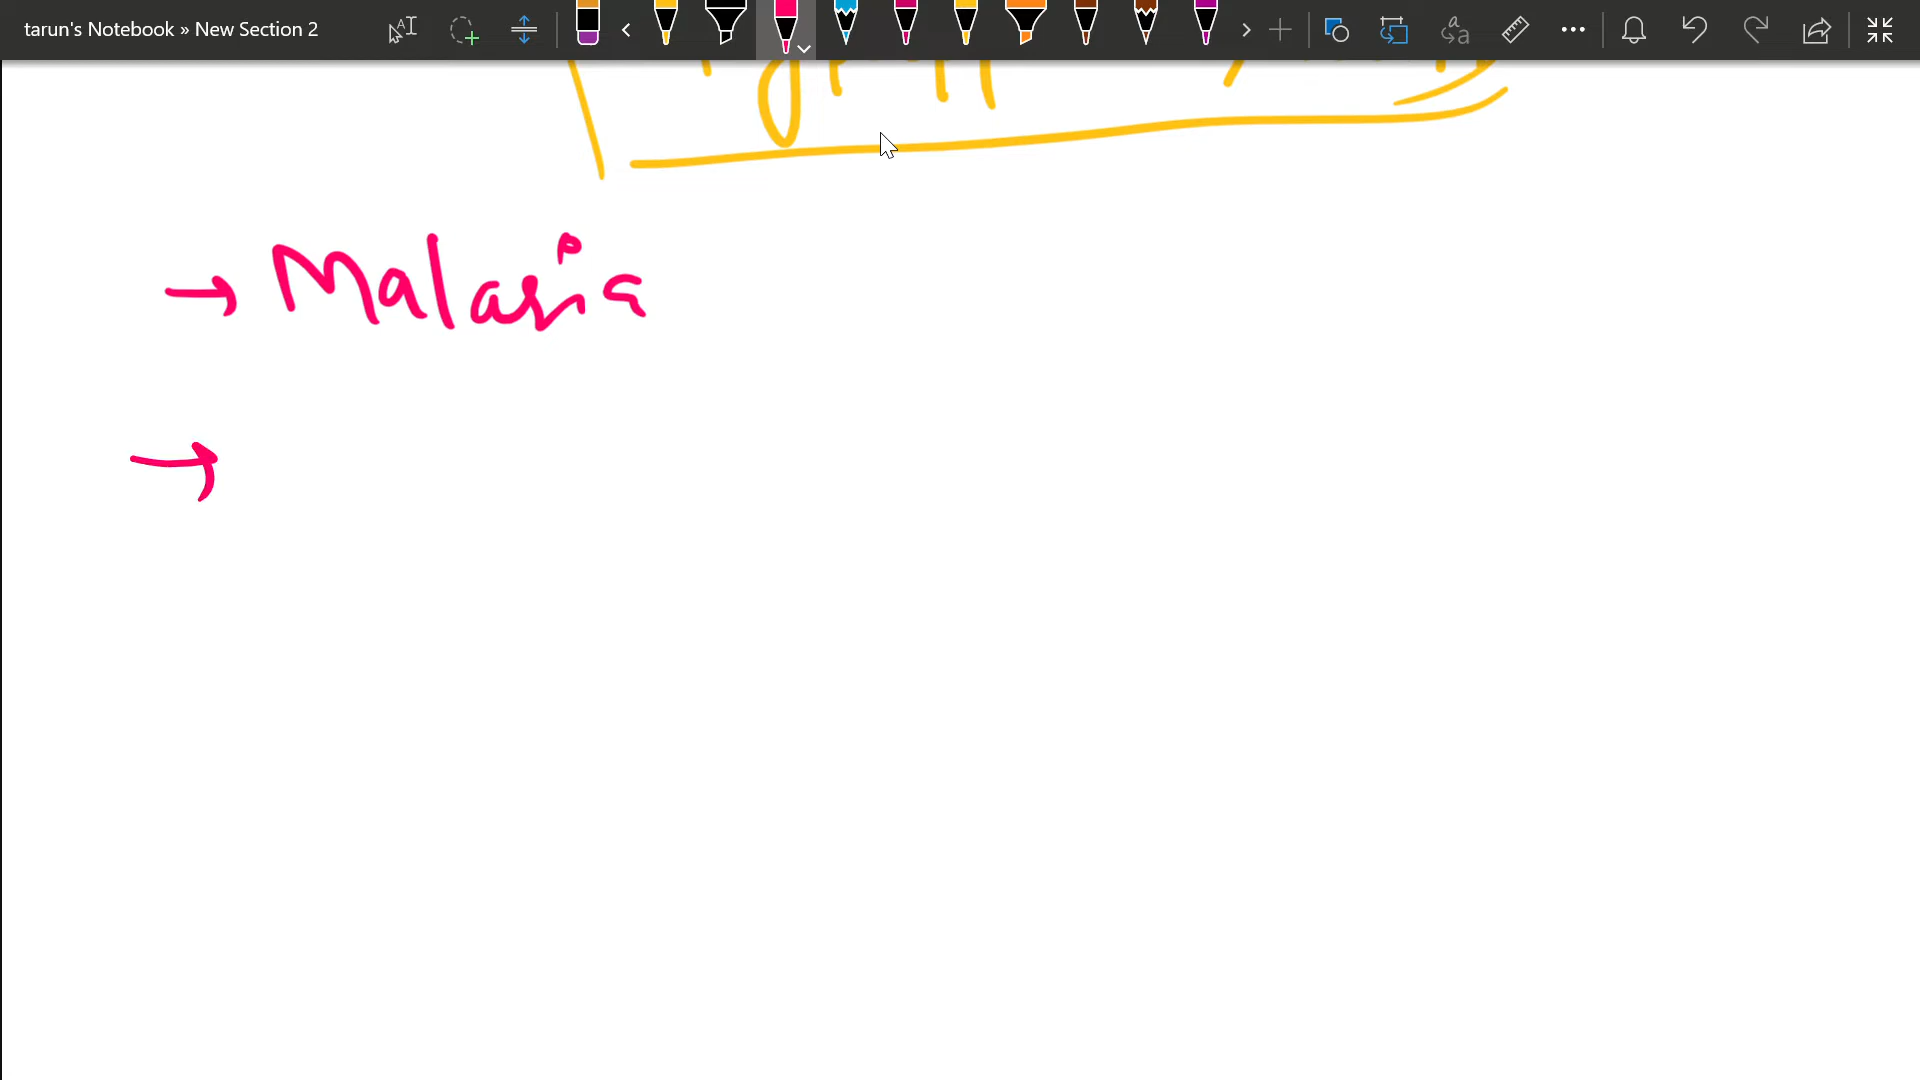 tarun's Notebook » New Section 2
→ Malaria
→